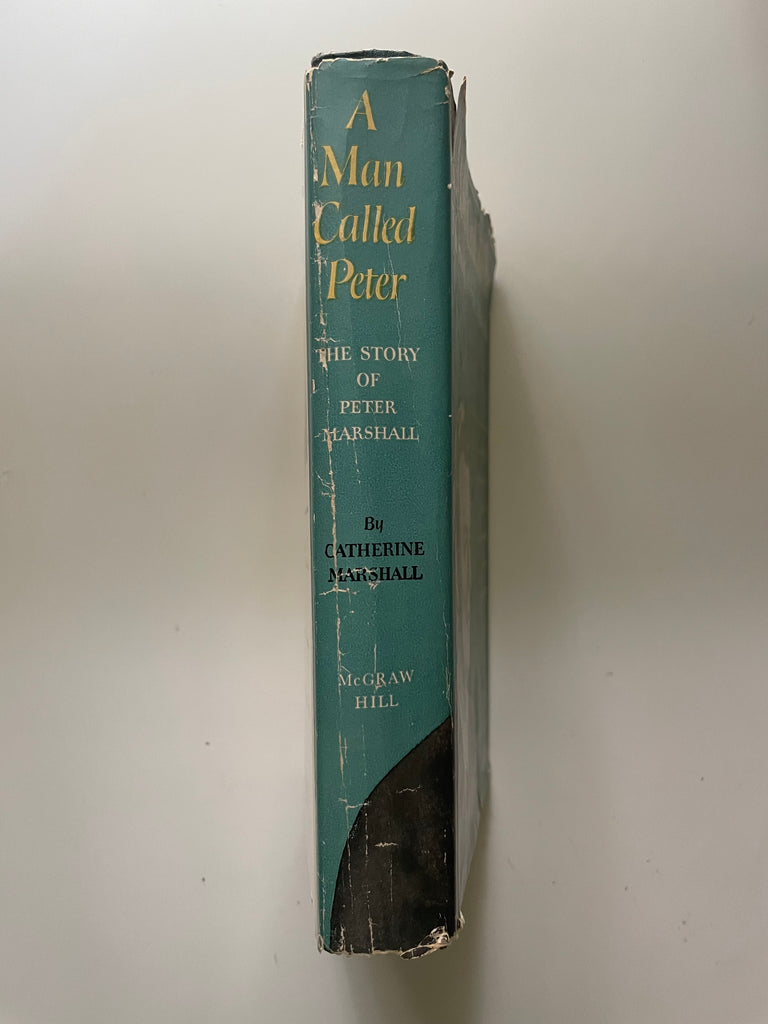 A
Man
Called
Peter
THE STORY
OF
PETER
MARSHALL
By
CATHERINE
MARSHALL
McGRAW
HILL